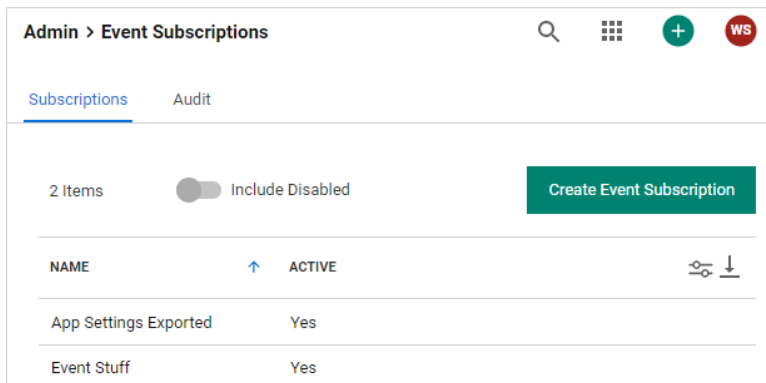 Admin > Event Subscriptions
WS
Subscriptions Audit
2 Items Include Disabled Create Event Subscription
NAME ACTIVE
App Settings Exported Yes
Event Stuff Yes